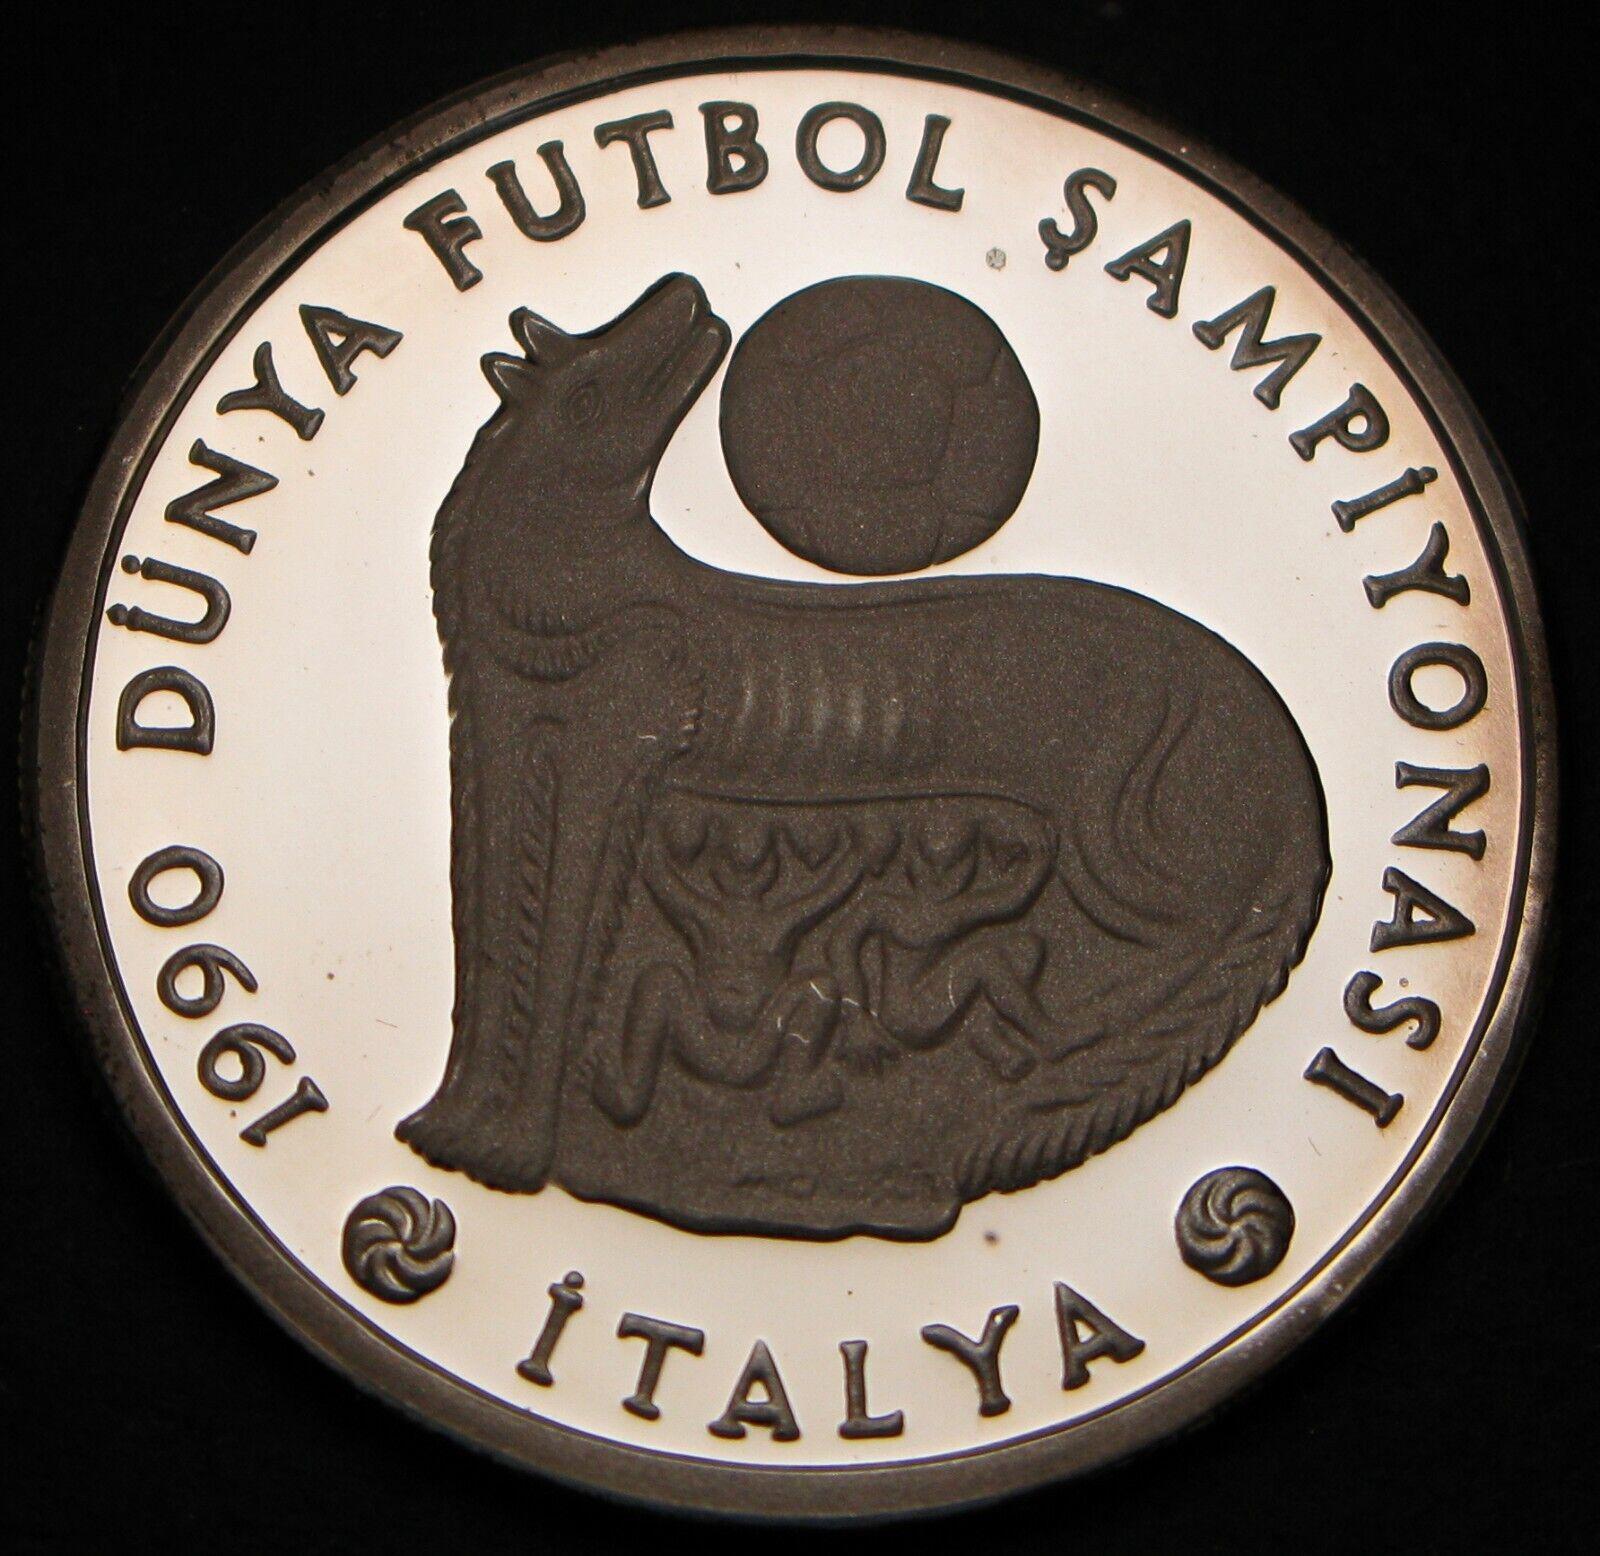 1990 DÜNYA FUTBOL ŞAMPİYONASI
İTALYA